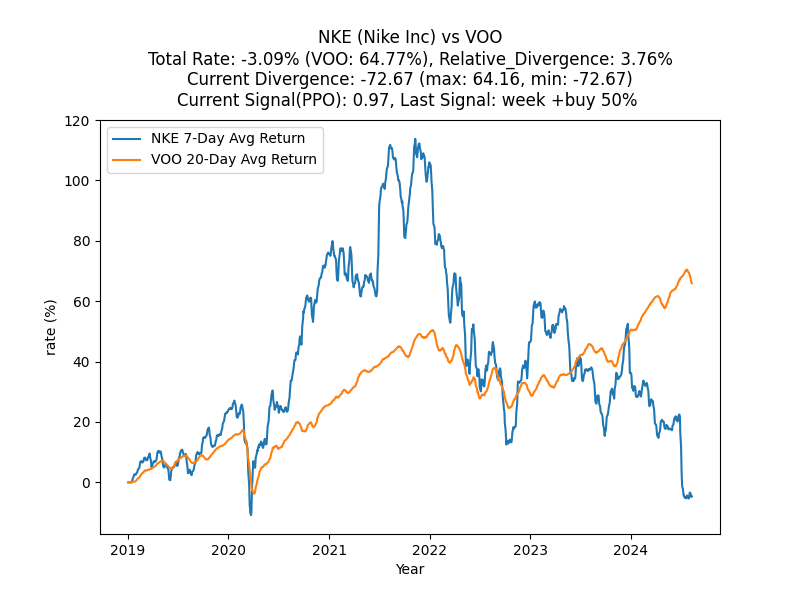 NKE (Nike Inc) vs VOO
Total Rate: -3.09% (VOO: 64.77%), Relative_Divergence: 3.76%
Current Divergence: -72.67 (max: 64.16, min: -72.67)
Current Signal(PPO): 0.97, Last Signal: week +buy 50%
NKE 7-Day Avg Return
VOO 20-Day Avg Return
rate (%)
120
100
80
60
40
20
0
2019 2020 2021 2022 2023 2024
Year